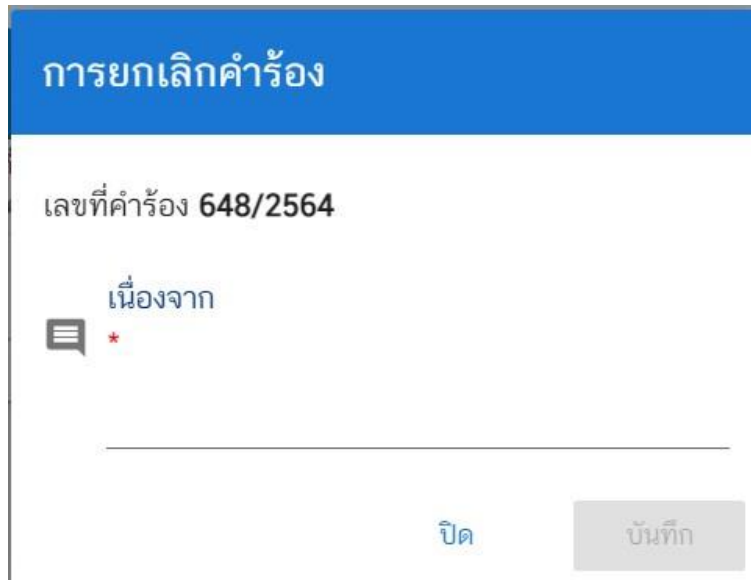 การยกเลิกคำร้อง
เลขที่คำร้อง 648/2564
เนื่องจาก
*
ปิด บันทึก